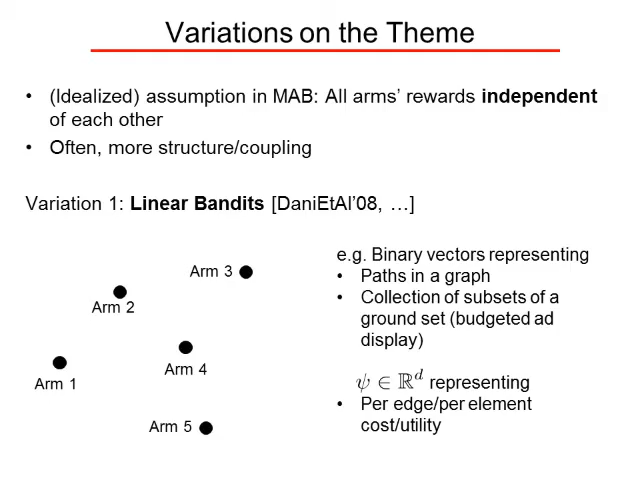 Variations on the Theme
• (Idealized) assumption in MAB: All arms' rewards independent
of each other
• Often, more structure/coupling
Variation 1: Linear Bandits [DaniEtAl'08, …]
Arm 3
Arm 2
Arm 4
Arm 1
Arm 5
e.g. Binary vectors representing
• Paths in a graph
• Collection of subsets of a
ground set (budgeted ad
display)
ψ ∈ ℝ^d representing
• Per edge/per element
cost/utility